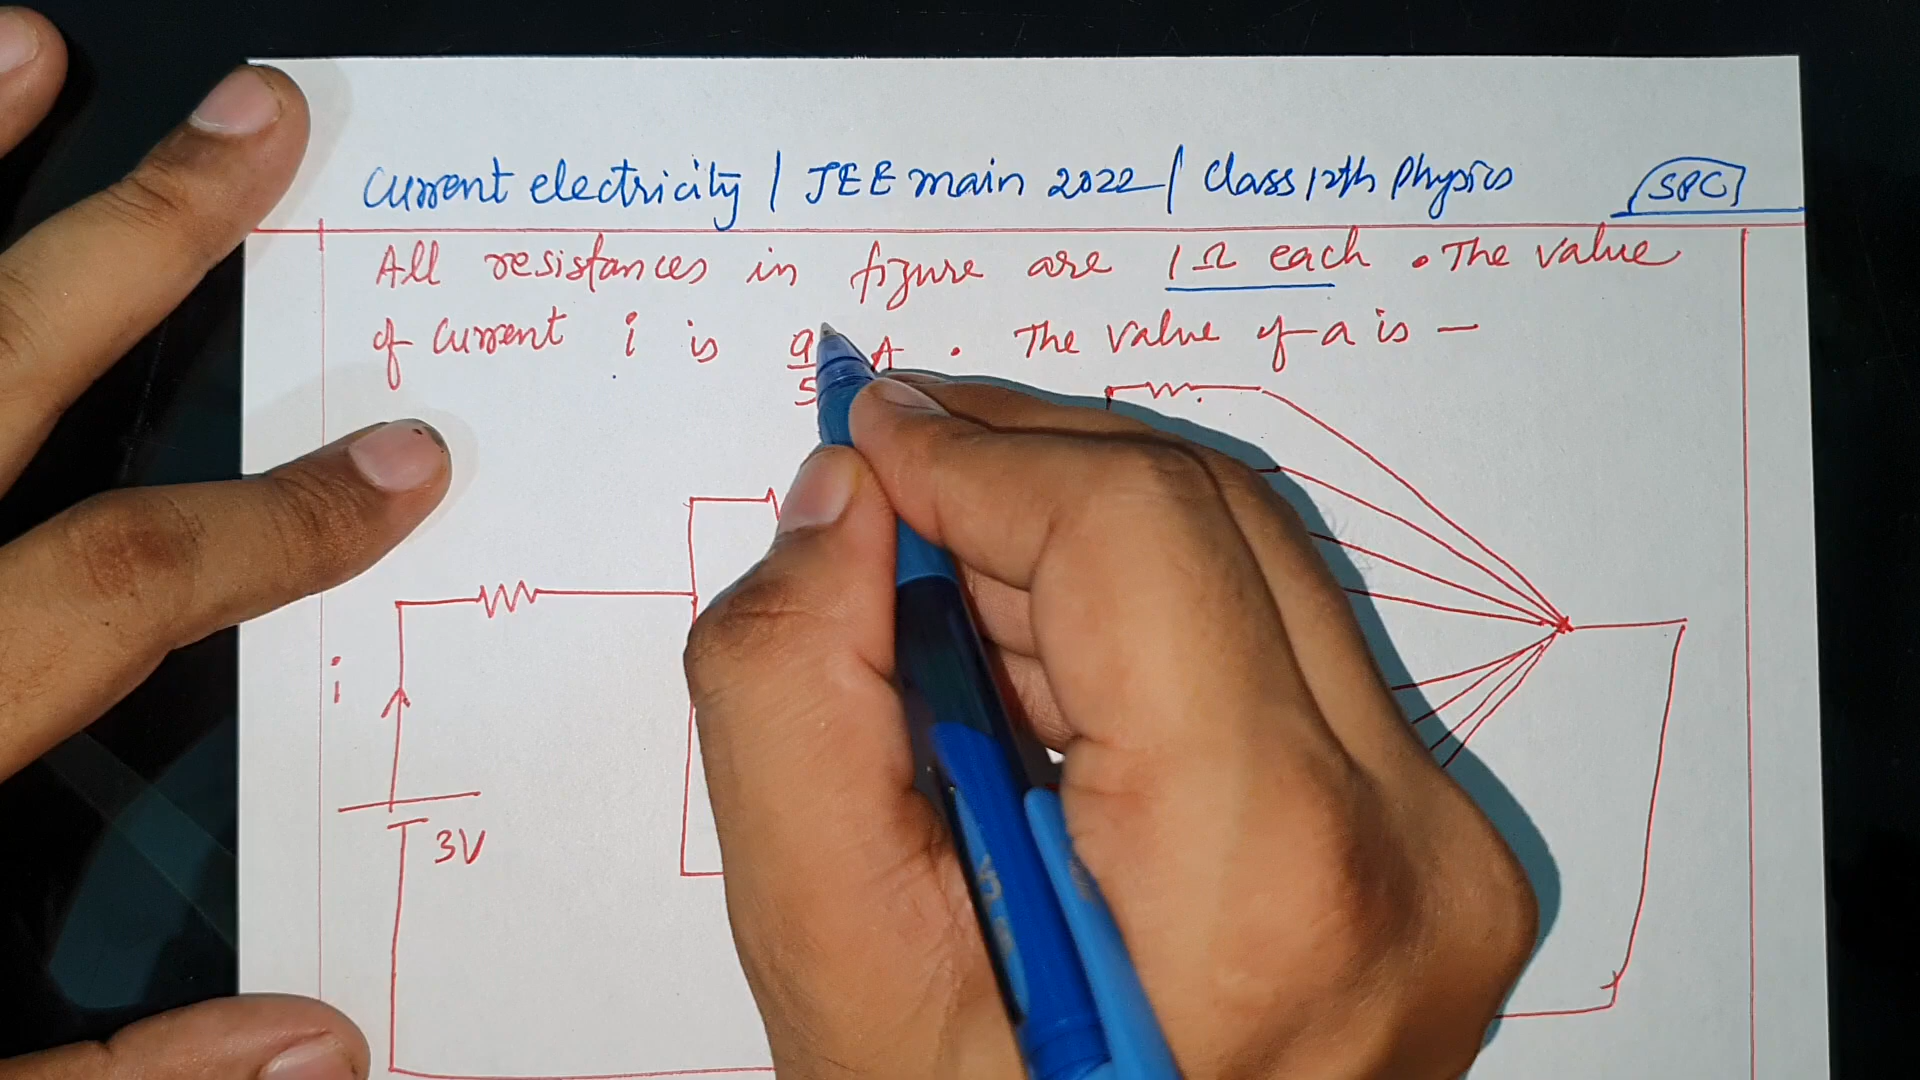 Current electricity / JEE main 2022 / Class 12th Physics
SPC
All resistances in figure are 1Ω each . The value
of current i is a/5 A . The value of a is —
i
3V